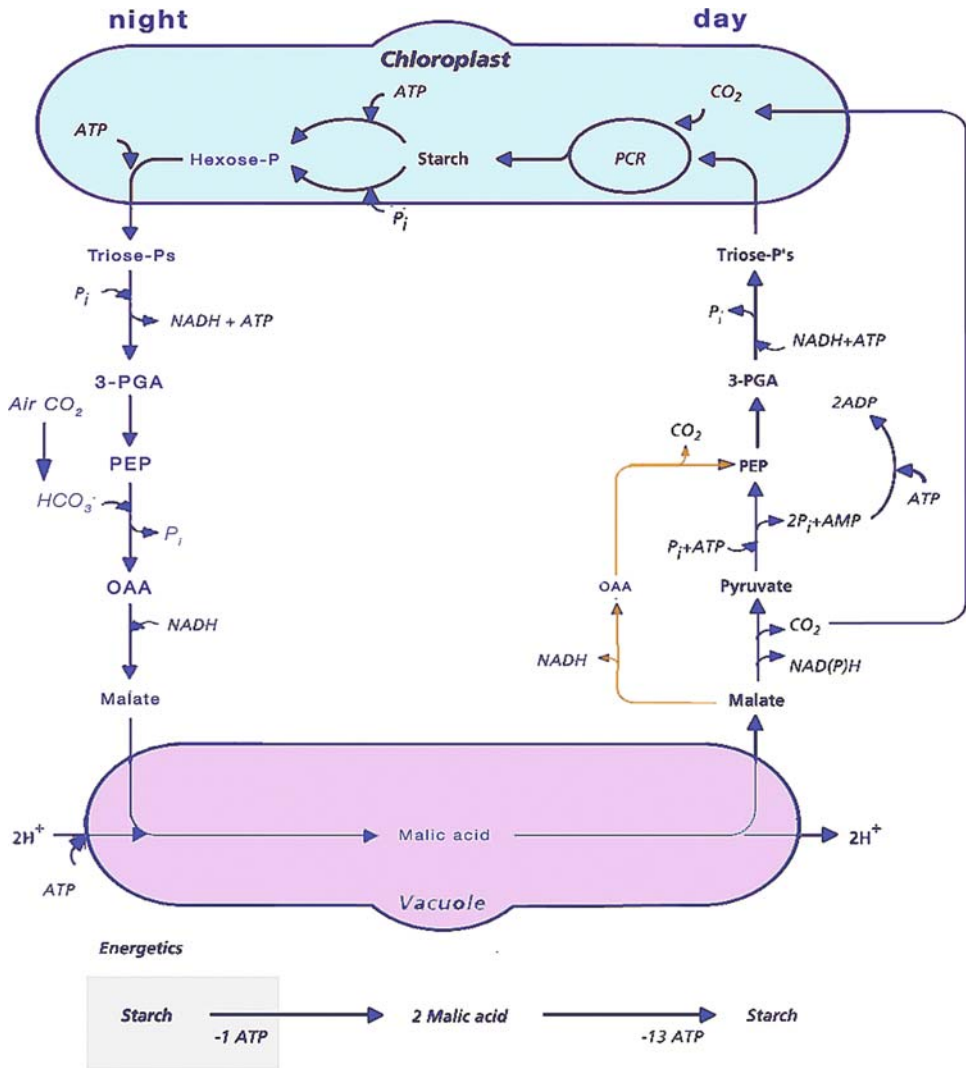 night
day
Chloroplast
ATP
CO2
ATP
Hexose-P
Starch
PCR
Pi
Triose-Ps
Pi
NADH + ATP
3-PGA
Air CO2
PEP
HCO3-
Pi
OAA
NADH
Malate
Triose-P's
Pi
NADH+ATP
3-PGA
2ADP
CO2
PEP
ATP
2Pi+AMP
Pi+ATP
OAA
Pyruvate
CO2
NADH
NAD(P)H
Malate
2H+
Malic acid
2H+
ATP
Vacuole
Energetics
Starch
-1 ATP
2 Malic acid
-13 ATP
Starch